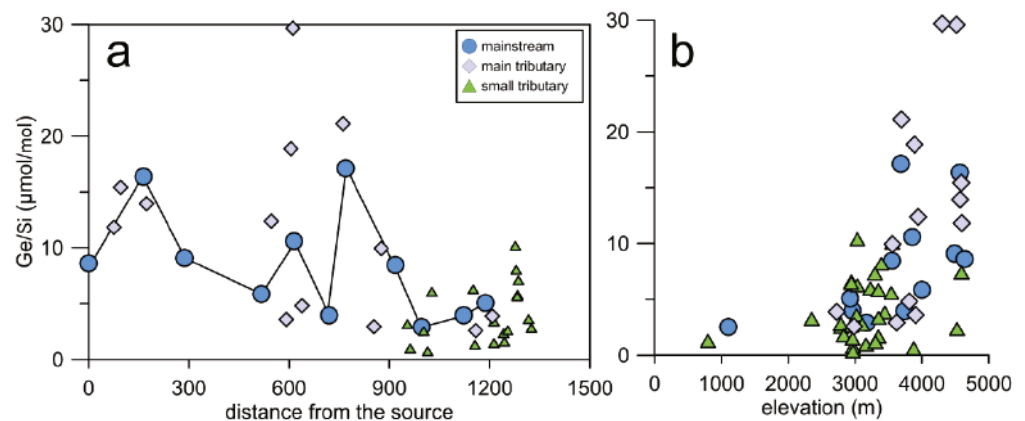 a
Ge/Si (µmol/mol)
30
20
10
0
mainstream
main tributary
small tributary
0 300 600 900 1200 1500
distance from the source
b
30
20
10
0
0 1000 2000 3000 4000 5000
elevation (m)